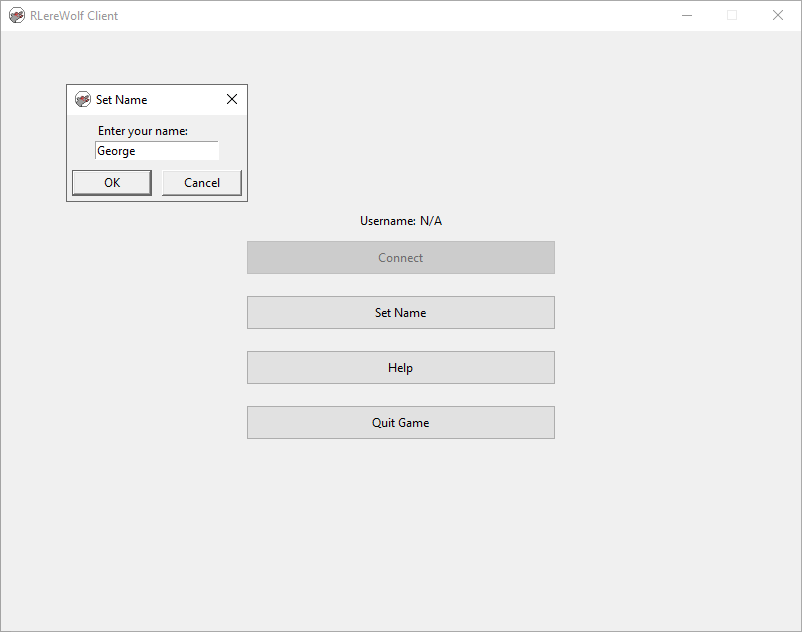 RLereWolf Client
Set Name
Enter your name:
George
OK Cancel
Username: N/A
Connect
Set Name
Help
Quit Game